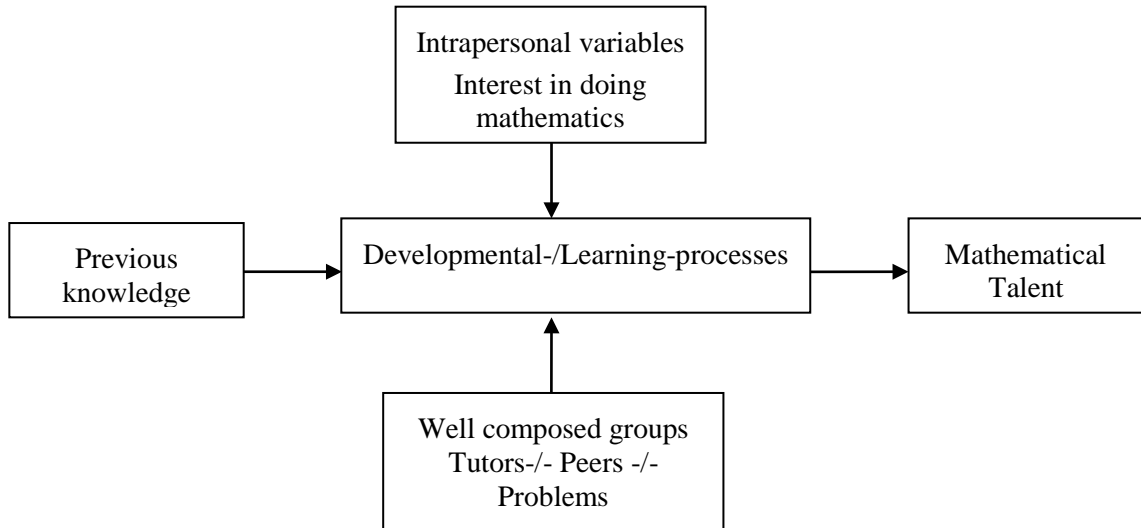 Intrapersonal variables
Interest in doing
mathematics
Previous
knowledge
Developmental-/Learning-processes
Mathematical
Talent
Well composed groups
Tutors-/- Peers -/-
Problems